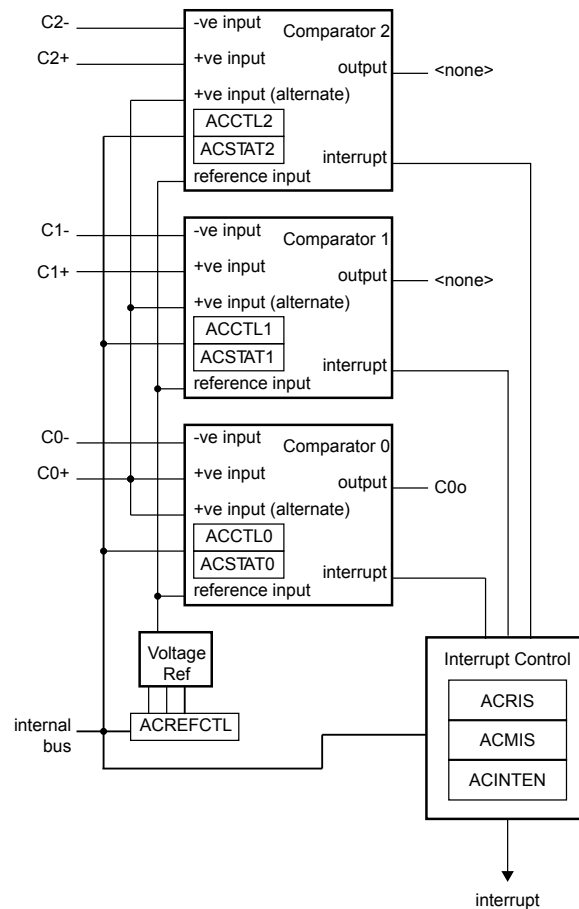 C2-
-ve input
Comparator 2
C2+
+ve input
output
<none>
+ve input (alternate)
ACCTL2
ACSTAT2
interrupt
reference input
C1-
-ve input
Comparator 1
C1+
+ve input
output
<none>
+ve input (alternate)
ACCTL1
ACSTAT1
interrupt
reference input
C0-
-ve input
Comparator 0
C0+
+ve input
output
C0o
+ve input (alternate)
ACCTL0
ACSTAT0
interrupt
reference input
Voltage
Ref
ACREFCTL
internal
bus
Interrupt Control
ACRIS
ACMIS
ACINTEN
interrupt